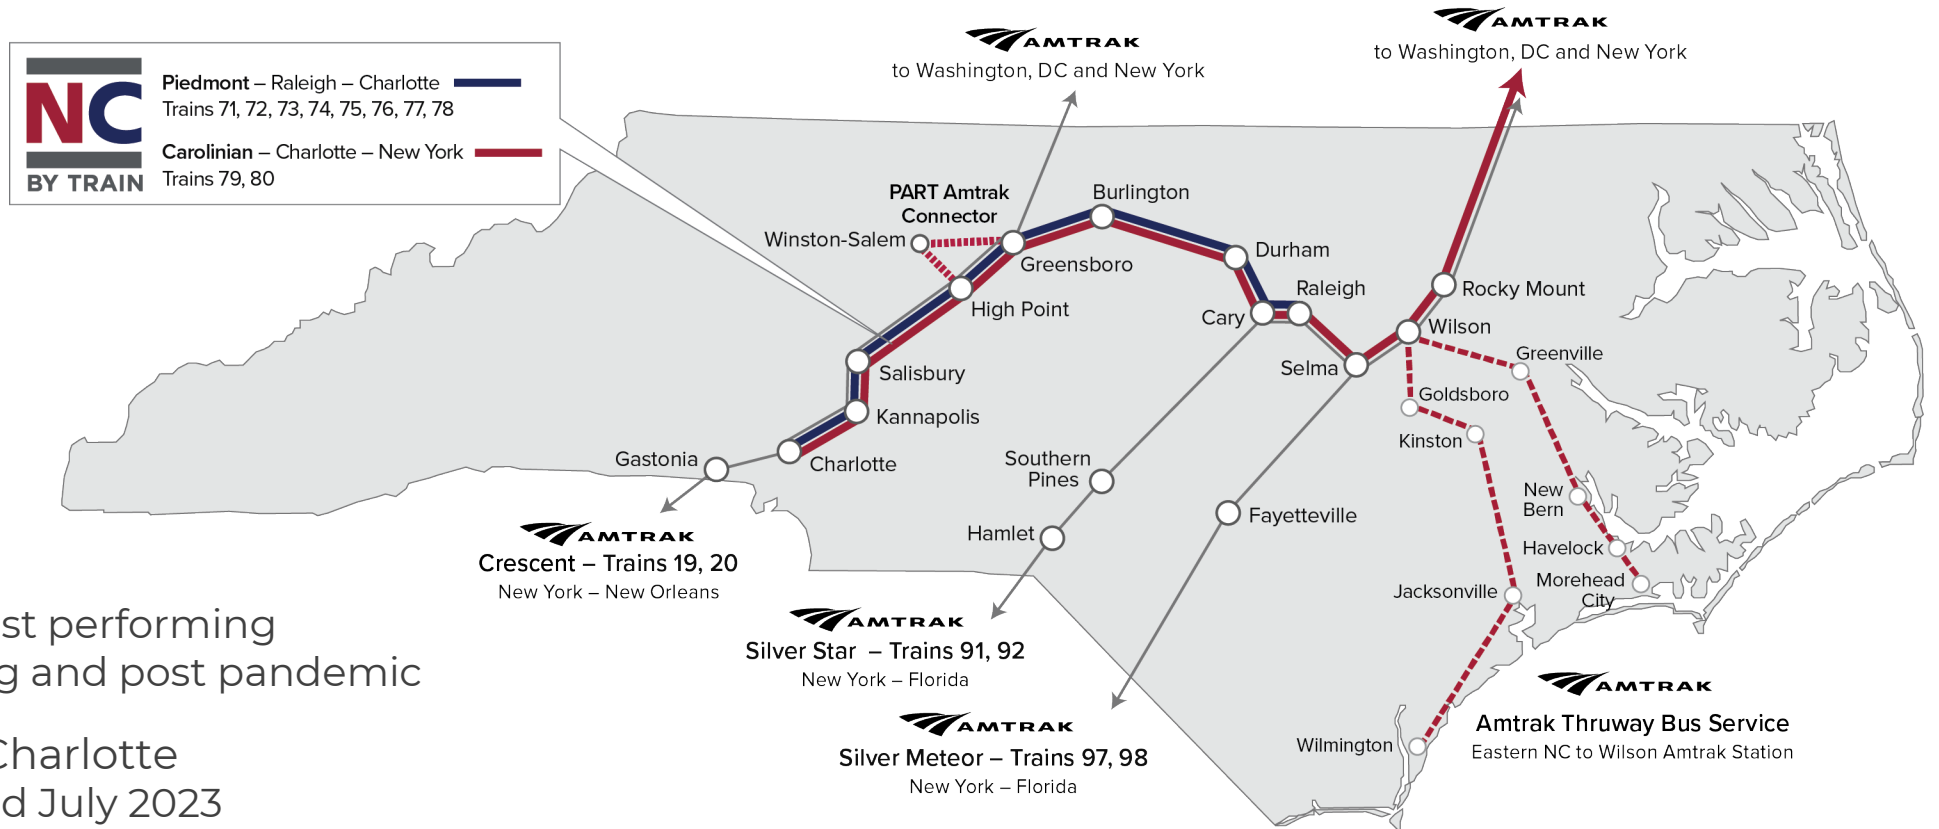 AMTRAK
to Washington, DC and New York
AMTRAK
to Washington, DC and New York
NC
BY TRAIN
Piedmont – Raleigh – Charlotte
Trains 71, 72, 73, 74, 75, 76, 77, 78
Carolinian – Charlotte – New York
Trains 79, 80
PART Amtrak
Connector
Winston-Salem
Burlington
Greensboro
Durham
High Point
Raleigh
Cary
Rocky Mount
Wilson
Selma
Salisbury
Kannapolis
Charlotte
Gastonia
Greenville
Goldsboro
Kinston
Southern
Pines
Hamlet
Fayetteville
New
Bern
Havelock
Morehead
City
Jacksonville
Wilmington
AMTRAK
Crescent – Trains 19, 20
New York – New Orleans
AMTRAK
Silver Star – Trains 91, 92
New York – Florida
AMTRAK
Silver Meteor – Trains 97, 98
New York – Florida
AMTRAK
Amtrak Thruway Bus Service
Eastern NC to Wilson Amtrak Station
performing
and post pandemic
Charlotte
July 2023